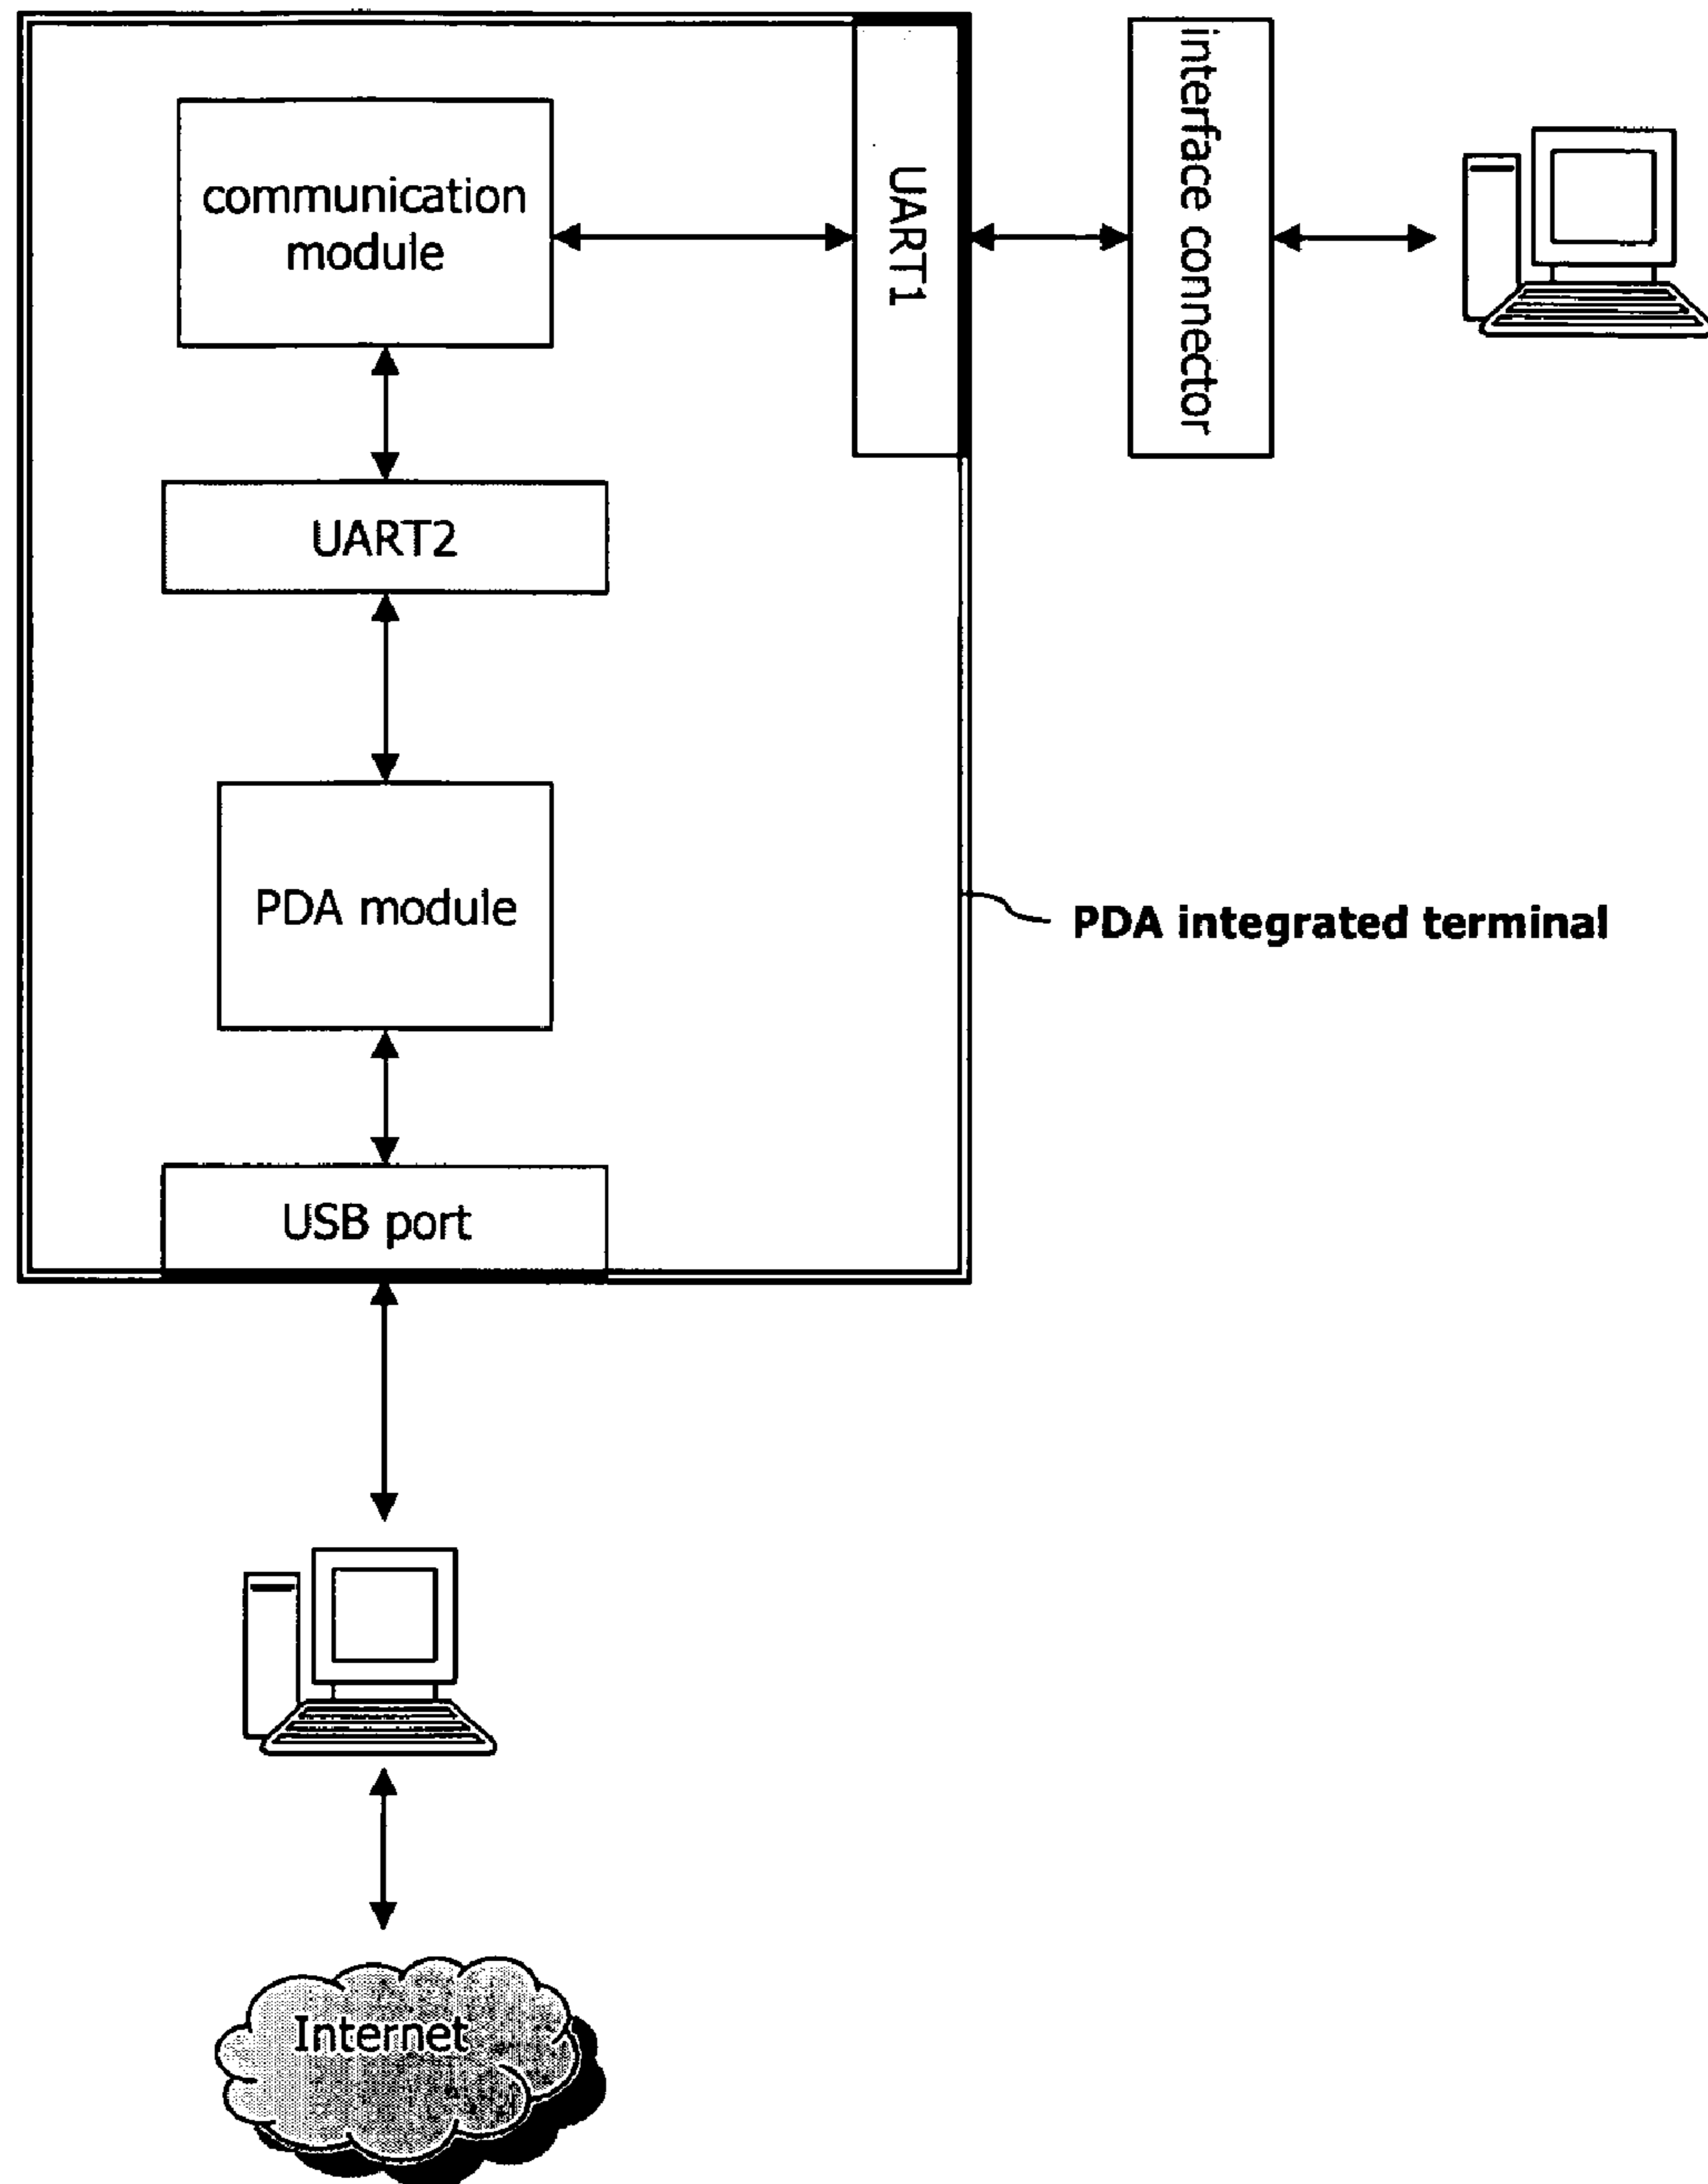 communication
module
UART1
interface connector
UART2
PDA module
PDA integrated terminal
USB port
Internet